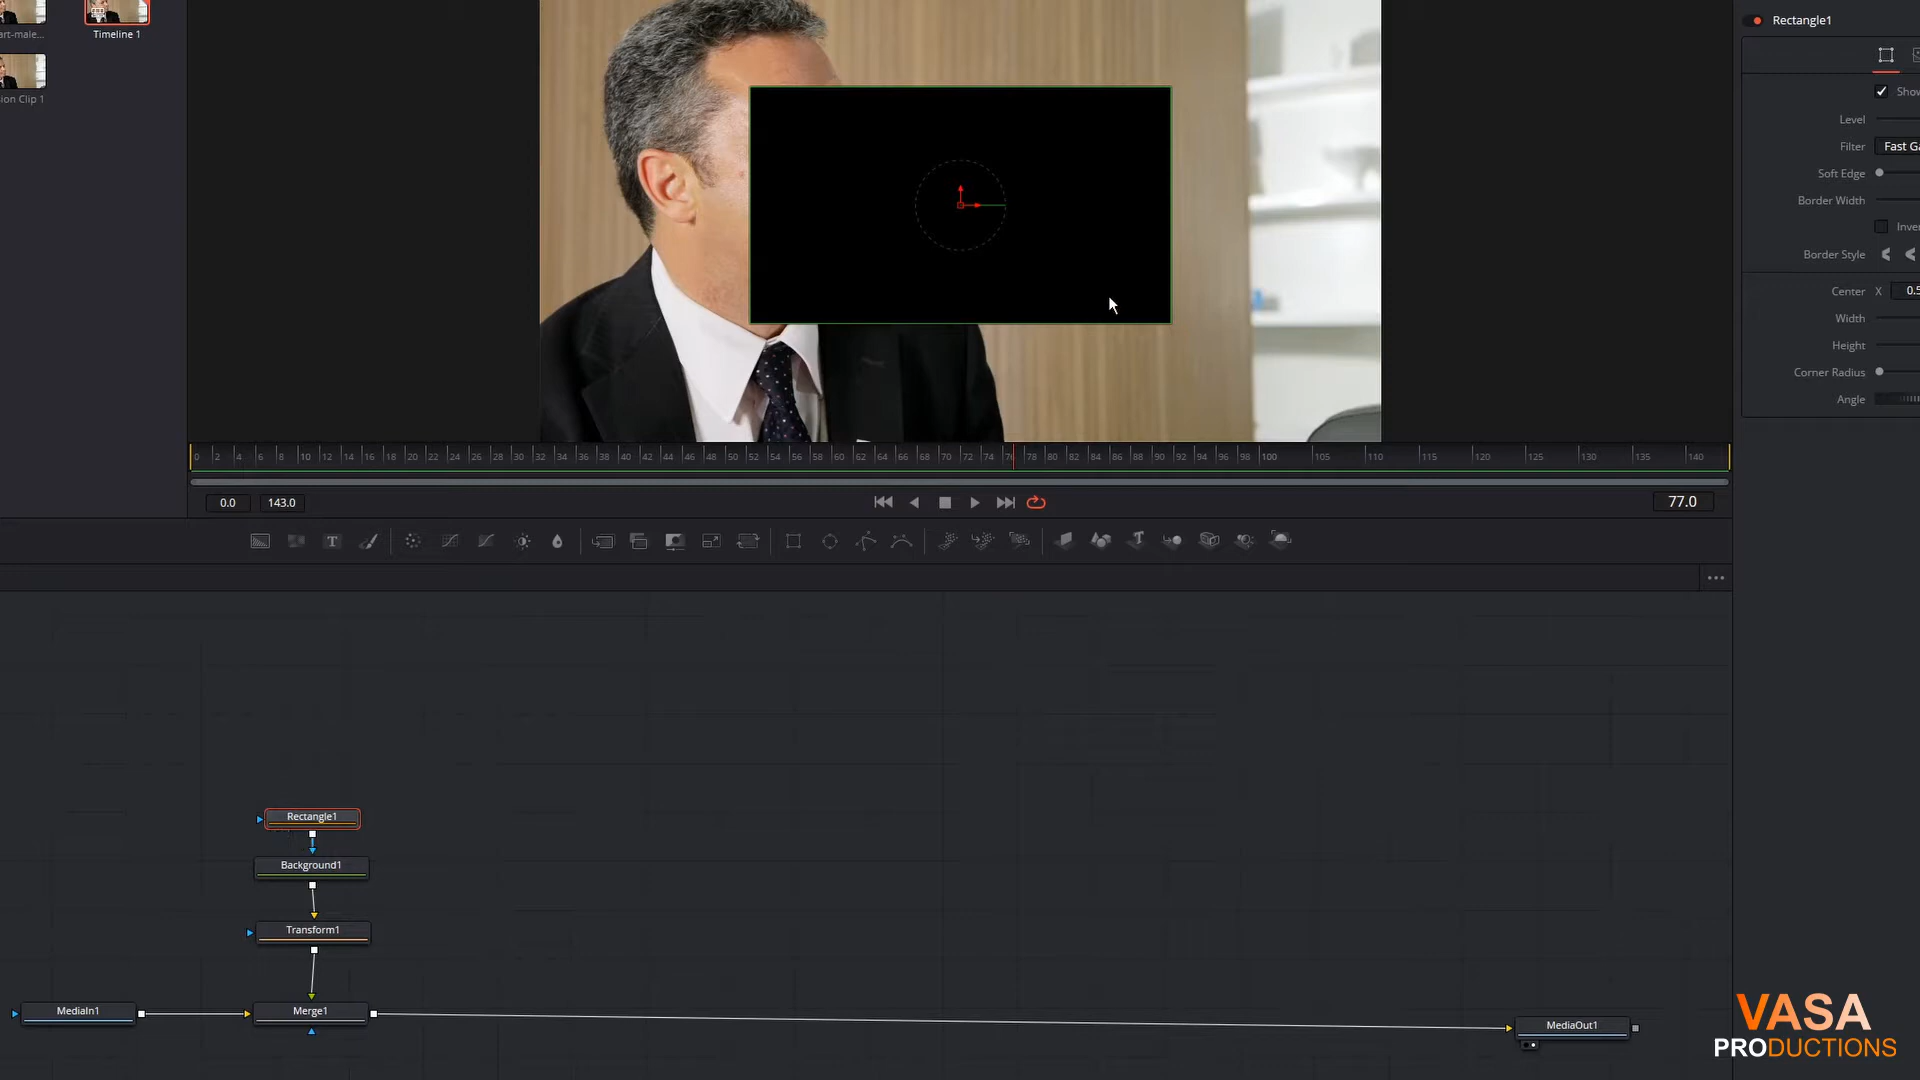 Rectangle1
art-male...
Timeline 1
ion Clip 1
Show
Level
Filter Fast Ga
Soft Edge
Border Width
Inver
Border Style
Center X 0.5
Width
Height
Corner Radius
Angle
0 2 4 6 8 10 12 14 16 18 20 22 24 26 28 30 32 34 36 38 40 42 44 46 48 50 52 54 56 58 60 62 64 66 68 70 72 74 76 78 80 82 84 86 88 90 92 94 96 98 100 105 110 115 120 125 130 135 140
0.0 143.0 77.0
T
Rectangle1
Background1
Transform1
MediaIn1 Merge1 MediaOut1
VASA
PRODUCTIONS